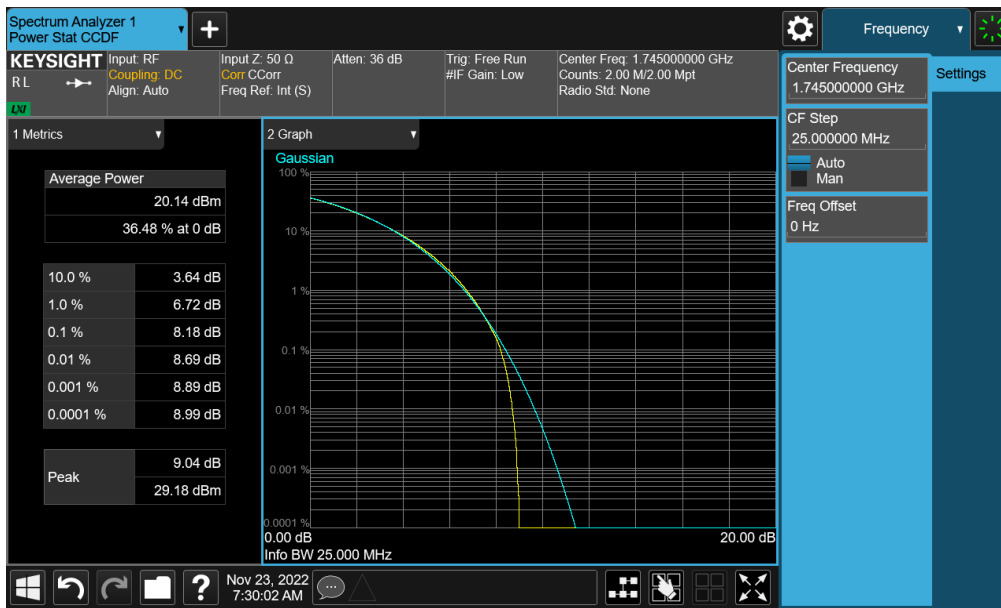 Spectrum Analyzer 1
Power Stat CCDF
Frequency
KEYSIGHT
RL
LXI
Input: RF
Coupling: DC
Align: Auto
Input Z: 50 Ω
Corr CCorr
Freq Ref: Int (S)
Atten: 36 dB
Trig: Free Run
#IF Gain: Low
Center Freq: 1.745000000 GHz
Counts: 2.00 M/2.00 Mpt
Radio Std: None
Center Frequency
1.745000000 GHz
Settings
CF Step
25.000000 MHz
Auto
Man
Freq Offset
0 Hz
1 Metrics
Average Power
20.14 dBm
36.48 % at 0 dB
10.0 % 3.64 dB
1.0 % 6.72 dB
0.1 % 8.18 dB
0.01 % 8.69 dB
0.001 % 8.89 dB
0.0001 % 8.99 dB
Peak
9.04 dB
29.18 dBm
2 Graph
Gaussian
100 %
10 %
1 %
0.1 %
0.01 %
0.001 %
0.0001 %
0.00 dB 20.00 dB
Info BW 25.000 MHz
?
Nov 23, 2022
7:30:02 AM